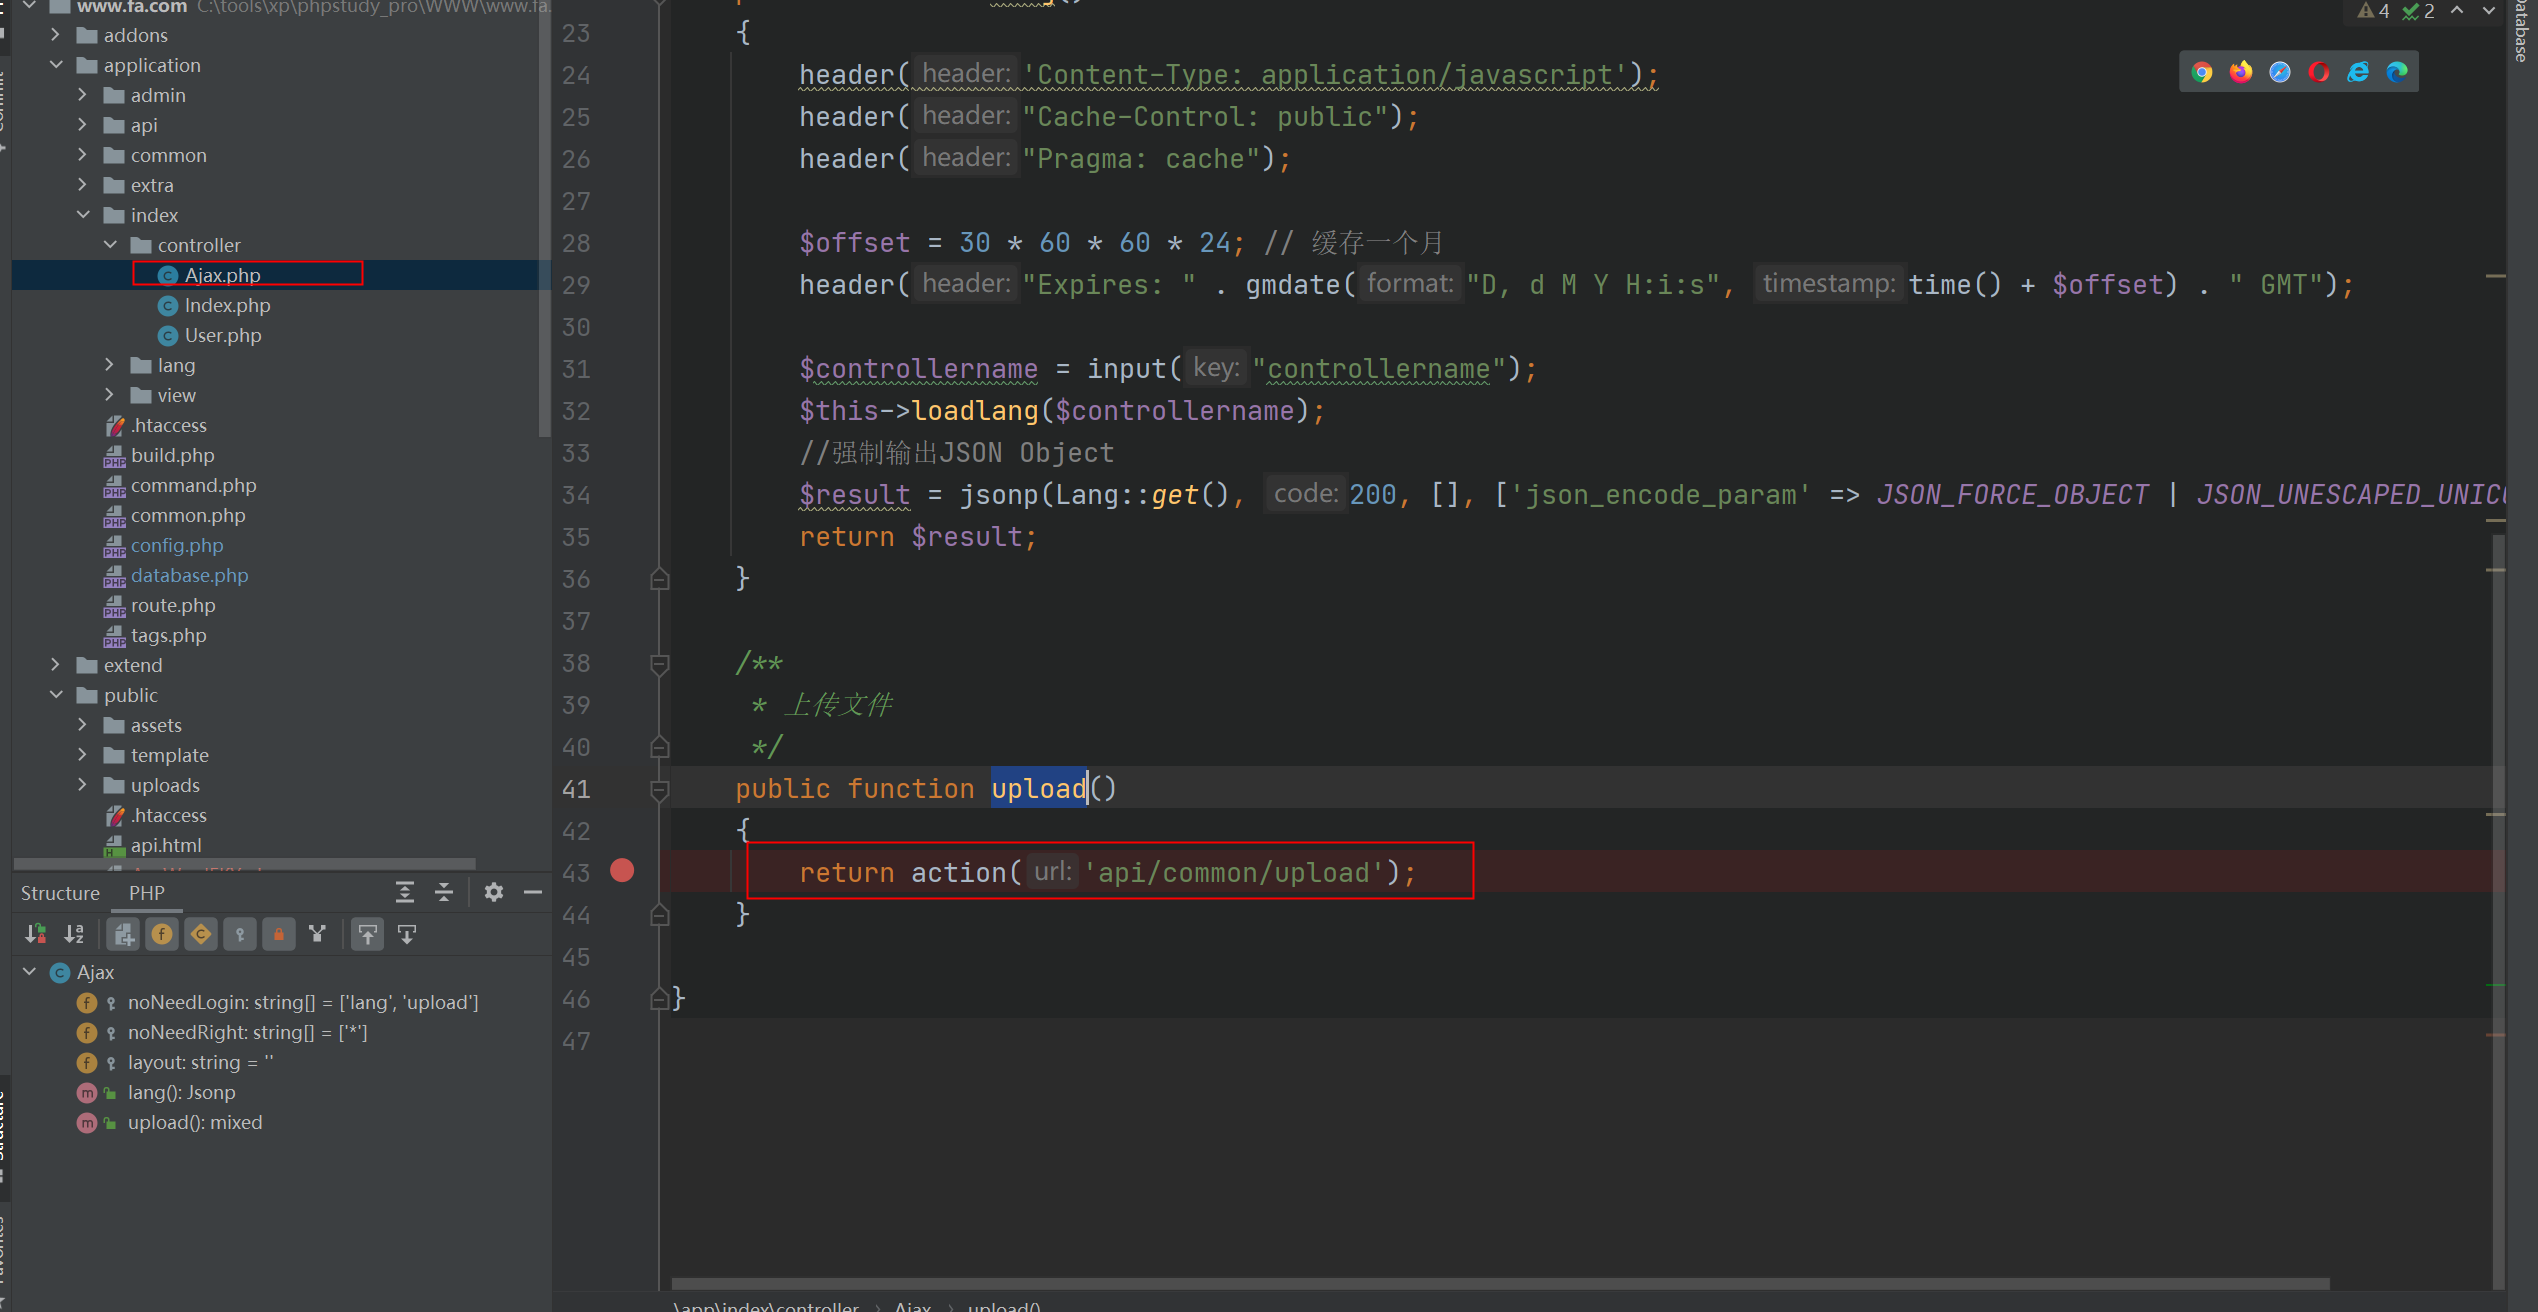 www.fa.com C:\tools\xp\phpstudy_pro\WWW\www.fa.
addons
application
admin
api
common
extra
index
controller
Ajax.php
Index.php
User.php
lang
view
.htaccess
build.php
command.php
common.php
config.php
database.php
route.php
tags.php
extend
public
assets
template
uploads
.htaccess
api.html
Structure PHP
Ajax
noNeedLogin: string[] = ['lang', 'upload']
noNeedRight: string[] = ['*']
layout: string = ''
lang(): Jsonp
upload(): mixed
4 2
Database
23 {
24 header( header: 'Content-Type: application/javascript');
25 header( header: "Cache-Control: public");
26 header( header: "Pragma: cache");
27
28 $offset = 30 * 60 * 60 * 24; // 缓存一个月
29 header( header: "Expires: " . gmdate( format: "D, d M Y H:i:s", timestamp: time() + $offset) . " GMT");
30
31 $controllername = input( key: "controllername");
32 $this->loadlang($controllername);
33 //强制输出JSON Object
34 $result = jsonp(Lang::get(), code: 200, [], ['json_encode_param' => JSON_FORCE_OBJECT | JSON_UNESCAPED_UNICO
35 return $result;
36 }
37
38 /**
39 * 上传文件
40 */
41 public function upload()
42 {
43 return action( url: 'api/common/upload');
44 }
45
46 }
47
\app\index\controller › Ajax › upload()